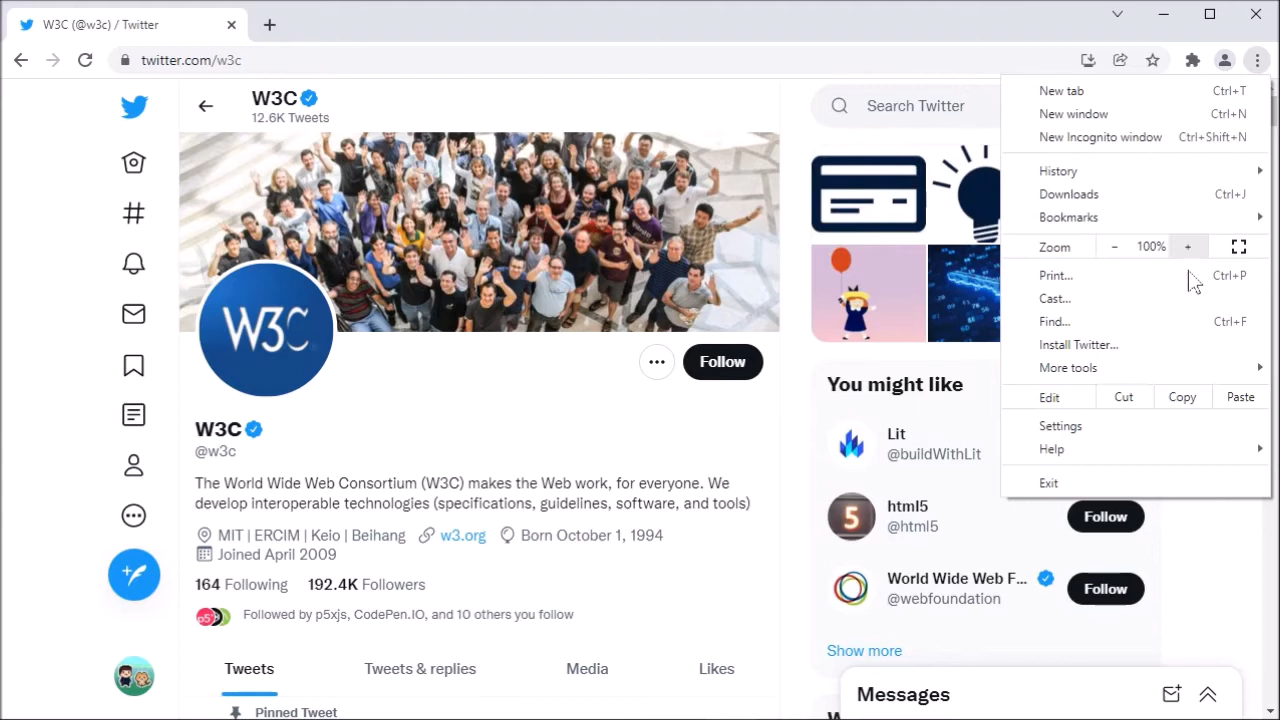 W3C (@w3c) / Twitter
twitter.com/w3c
W3C
12.6K Tweets
W3C
Follow
W3C
@w3c
The World Wide Web Consortium (W3C) makes the Web work, for everyone. We
develop interoperable technologies (specifications, guidelines, software, and tools)
MIT | ERCIM | Keio | Beihang w3.org Born October 1, 1994
Joined April 2009
164 Following 192.4K Followers
p5
Followed by p5xjs, CodePen.IO, and 10 others you follow
Tweets Tweets & replies Media Likes
Pinned Tweet
Search Twitter
You might like
Lit
@buildWithLit
5
html5
@html5
Follow
World Wide Web F...
@webfoundation
Follow
Show more
Messages
New tab Ctrl+T
New window Ctrl+N
New Incognito window Ctrl+Shift+N
History
Downloads Ctrl+J
Bookmarks
Zoom - 100% +
Print... Ctrl+P
Cast...
Find... Ctrl+F
Install Twitter...
More tools
Edit Cut Copy Paste
Settings
Help
Exit